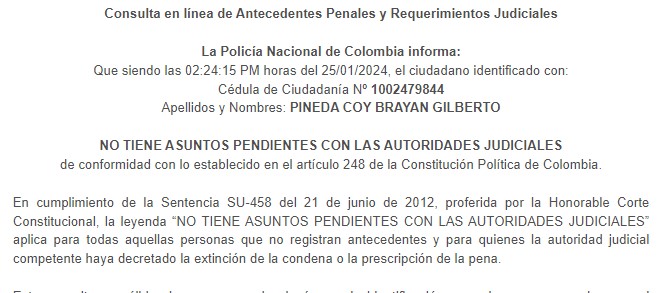 Consulta en línea de Antecedentes Penales y Requerimientos Judiciales
La Policía Nacional de Colombia informa:
Que siendo las 02:24:15 PM horas del 25/01/2024, el ciudadano identificado con:
Cédula de Ciudadanía Nº 1002479844
Apellidos y Nombres: PINEDA COY BRAYAN GILBERTO
NO TIENE ASUNTOS PENDIENTES CON LAS AUTORIDADES JUDICIALES
de conformidad con lo establecido en el artículo 248 de la Constitución Política de Colombia.
En cumplimiento de la Sentencia SU-458 del 21 de junio de 2012, proferida por la Honorable Corte
Constitucional, la leyenda “NO TIENE ASUNTOS PENDIENTES CON LAS AUTORIDADES JUDICIALES”
aplica para todas aquellas personas que no registran antecedentes y para quienes la autoridad judicial
competente haya decretado la extinción de la condena o la prescripción de la pena.